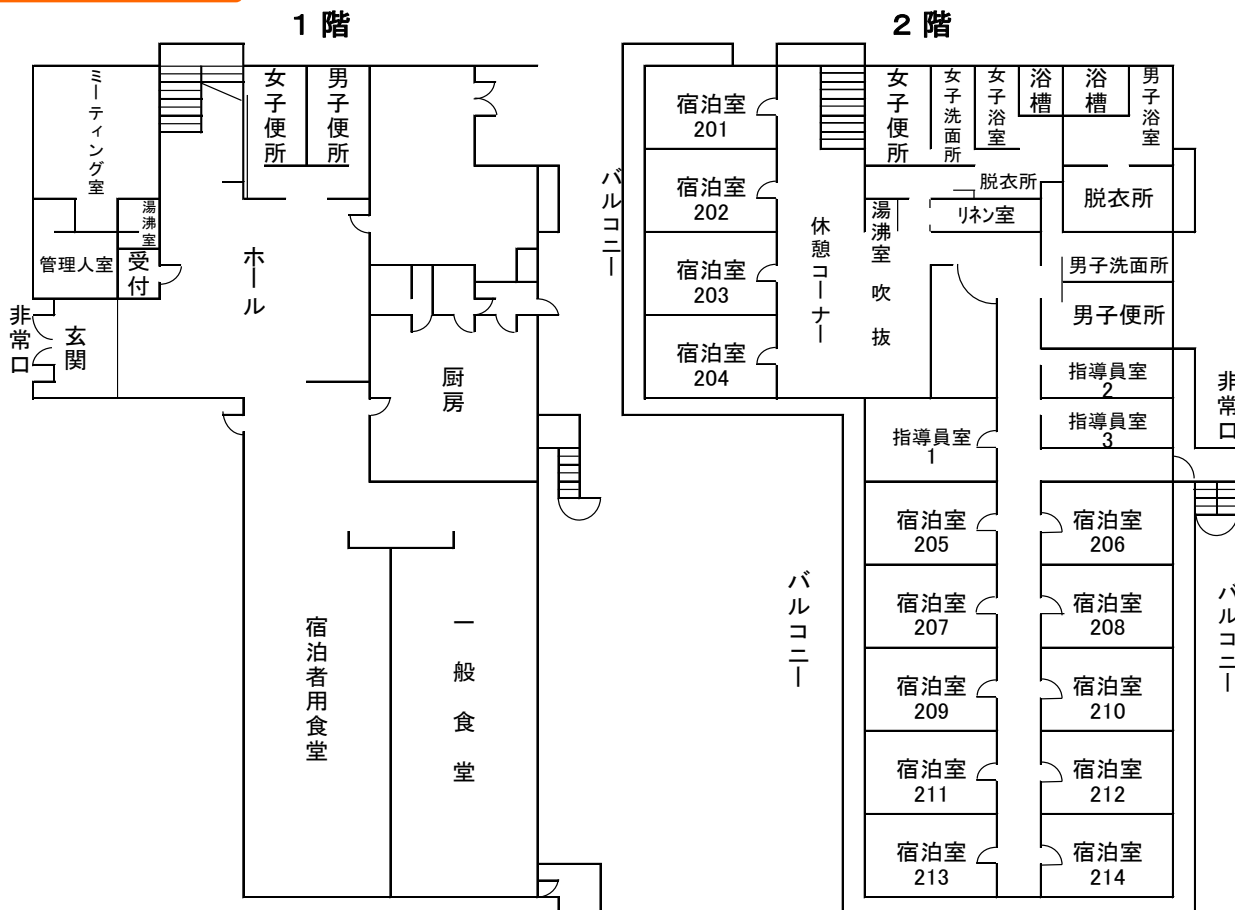 1 階
ミーティング室
女子便所
男子便所
湯沸室
管理人室
受付
ホール
非常口
玄関
厨房
宿泊者用食堂
一般食堂
2 階
バルコニー
宿泊室
201
宿泊室
202
宿泊室
203
宿泊室
204
休憩コーナー
女子便所
女子洗面所
女子浴室
浴槽
浴槽
男子浴室
脱衣所
脱衣所
リネン室
湯沸室
吹抜
男子洗面所
男子便所
指導員室
2
指導員室
3
非常口
指導員室
1
宿泊室
205
宿泊室
206
宿泊室
207
宿泊室
208
宿泊室
209
宿泊室
210
宿泊室
211
宿泊室
212
宿泊室
213
宿泊室
214
バルコニー
バルコニー